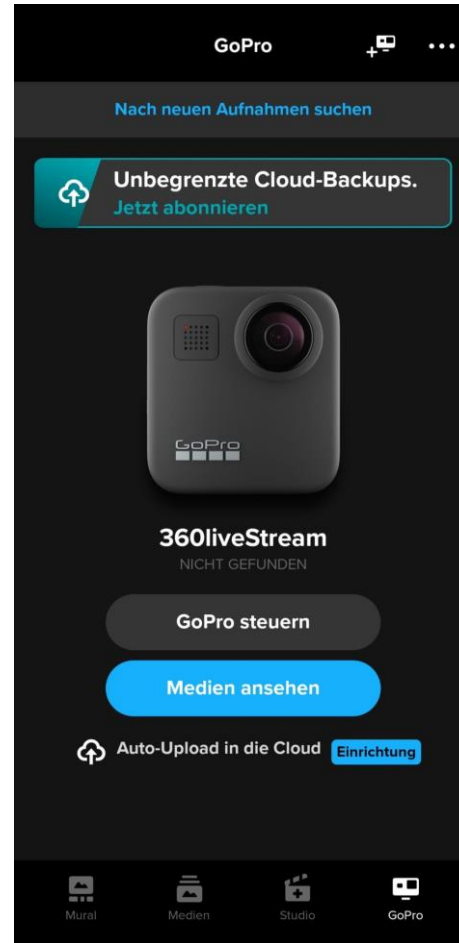 GoPro
Nach neuen Aufnahmen suchen
Unbegrenzte Cloud-Backups.
Jetzt abonnieren
GoPro
360liveStream
NICHT GEFUNDEN
GoPro steuern
Medien ansehen
Auto-Upload in die Cloud Einrichtung
Mural Medien Studio GoPro